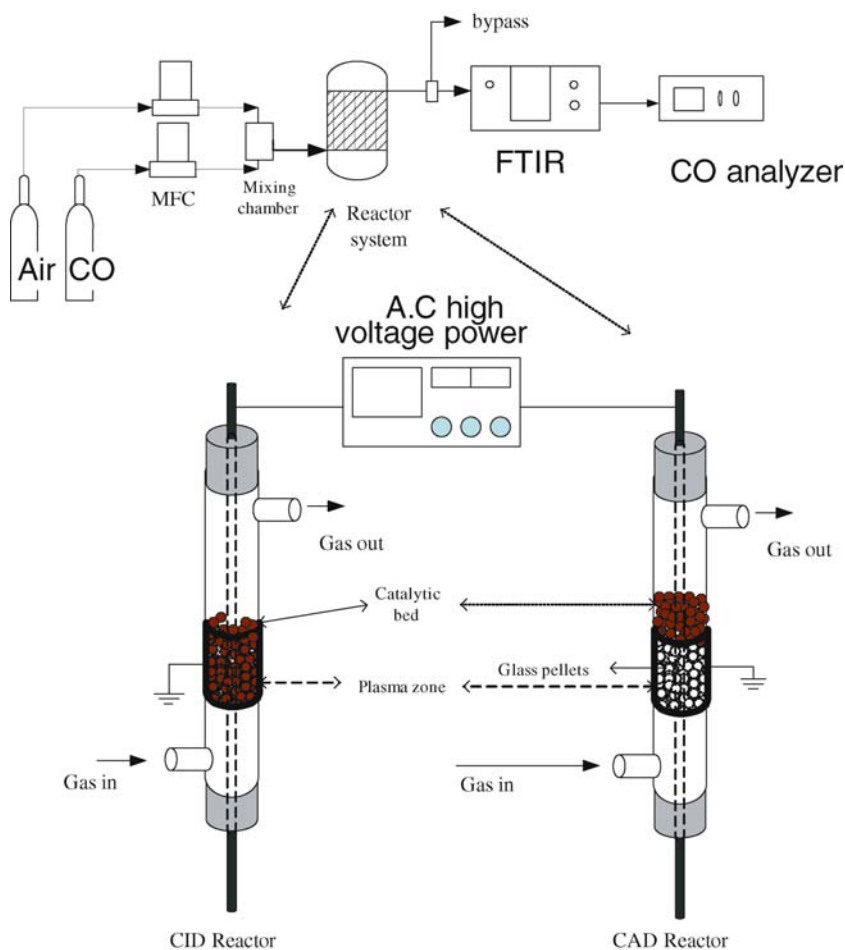 bypass
MFC
Mixing
chamber
FTIR
CO analyzer
Reactor
system
Air CO
A.C high
voltage power
Gas out
Gas out
Catalytic
bed
Glass pellets
Plasma zone
Gas in
Gas in
CID Reactor
CAD Reactor